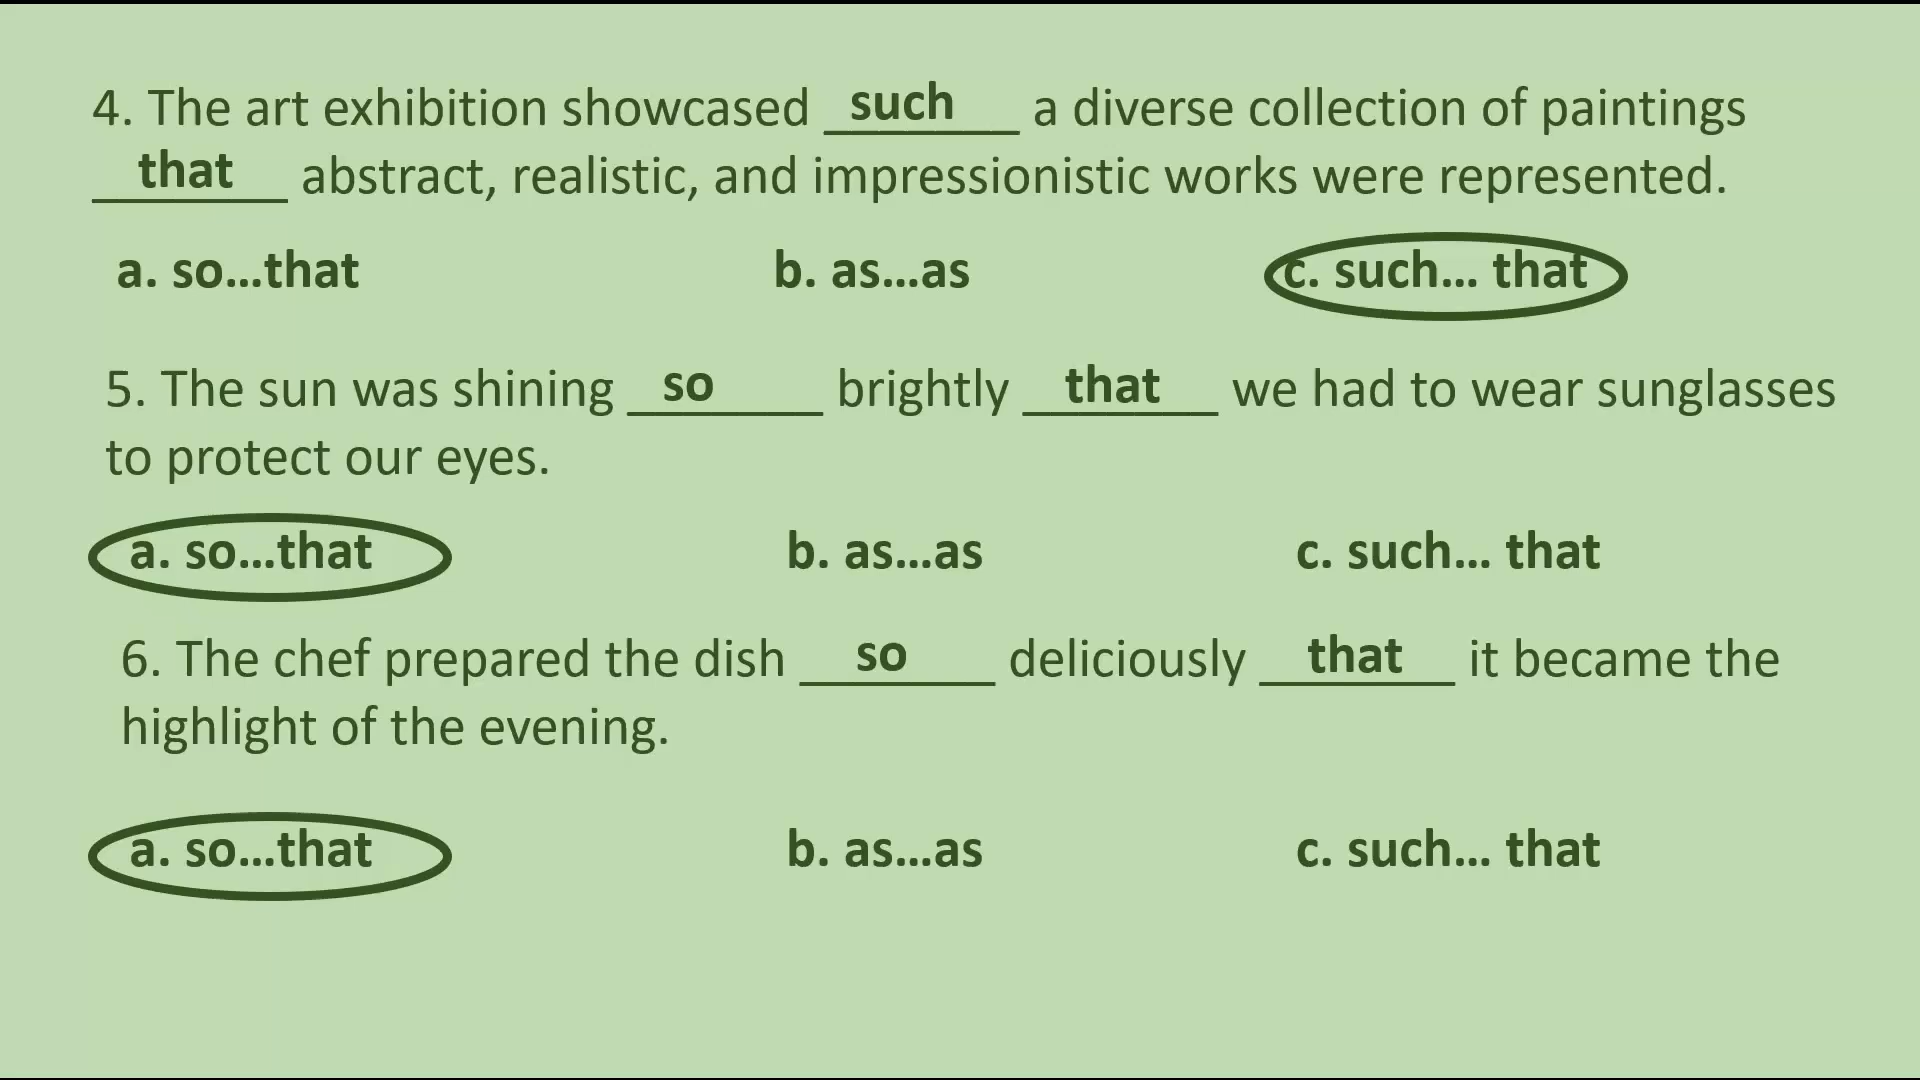 4. The art exhibition showcased such a diverse collection of paintings
that abstract, realistic, and impressionistic works were represented.
a. so...that b. as...as c. such... that
5. The sun was shining so brightly that we had to wear sunglasses
to protect our eyes.
a. so...that b. as...as c. such... that
6. The chef prepared the dish so deliciously that it became the
highlight of the evening.
a. so...that b. as...as c. such... that